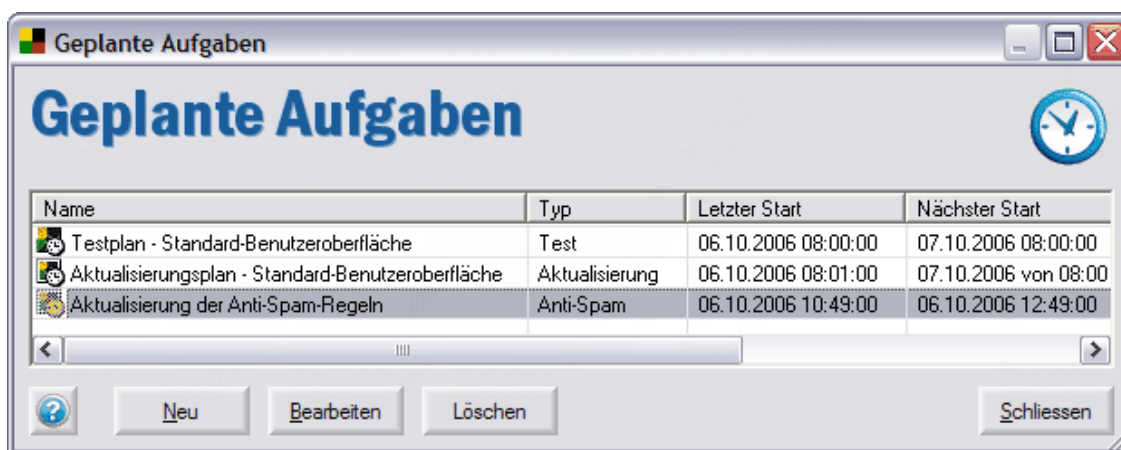 Geplante Aufgaben
Geplante Aufgaben
Name Typ Letzter Start Nächster Start
Testplan - Standard-Benutzeroberfläche Test 06.10.2006 08:00:00 07.10.2006 08:00:00
Aktualisierungsplan - Standard-Benutzeroberfläche Aktualisierung 06.10.2006 08:01:00 07.10.2006 von 08:00
Aktualisierung der Anti-Spam-Regeln Anti-Spam 06.10.2006 10:49:00 06.10.2006 12:49:00
? Neu Bearbeiten Löschen Schliessen